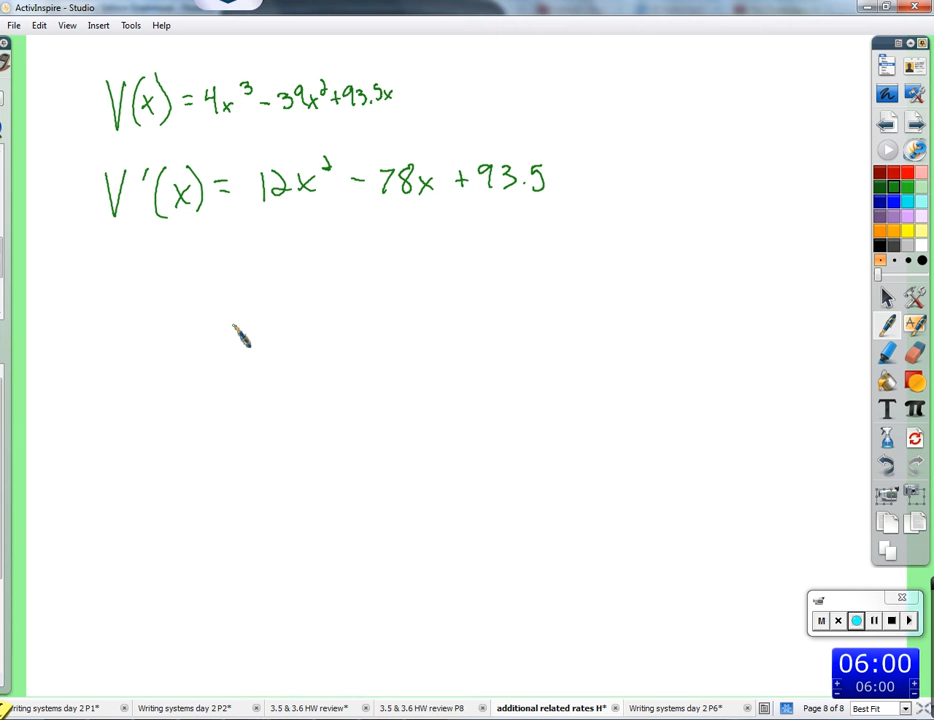 ActivInspire - Studio
File Edit View Insert Tools Help
V(x) = 4x³ - 39x² + 93.5x
V'(x) = 12x² - 78x + 93.5
T π
M
06:00
06:00
riting systems day 2 P1* Writing systems day 2 P2* 3.5 & 3.6 HW review* 3.5 & 3.6 HW review P8 additional related rates H* Writing systems day 2 P6* Page 8 of 8 Best Fit